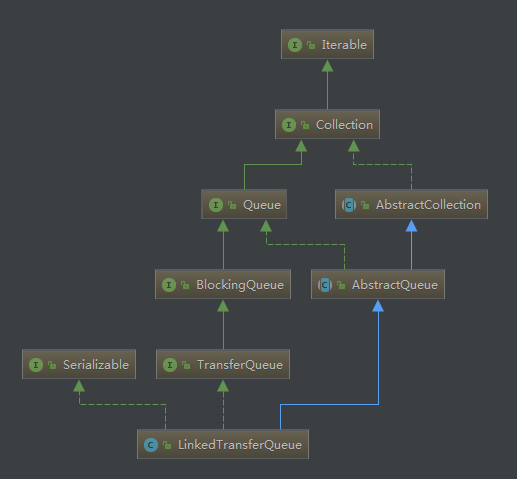 I Iterable
I Collection
I Queue
C AbstractCollection
I BlockingQueue
C AbstractQueue
I Serializable
I TransferQueue
C LinkedTransferQueue